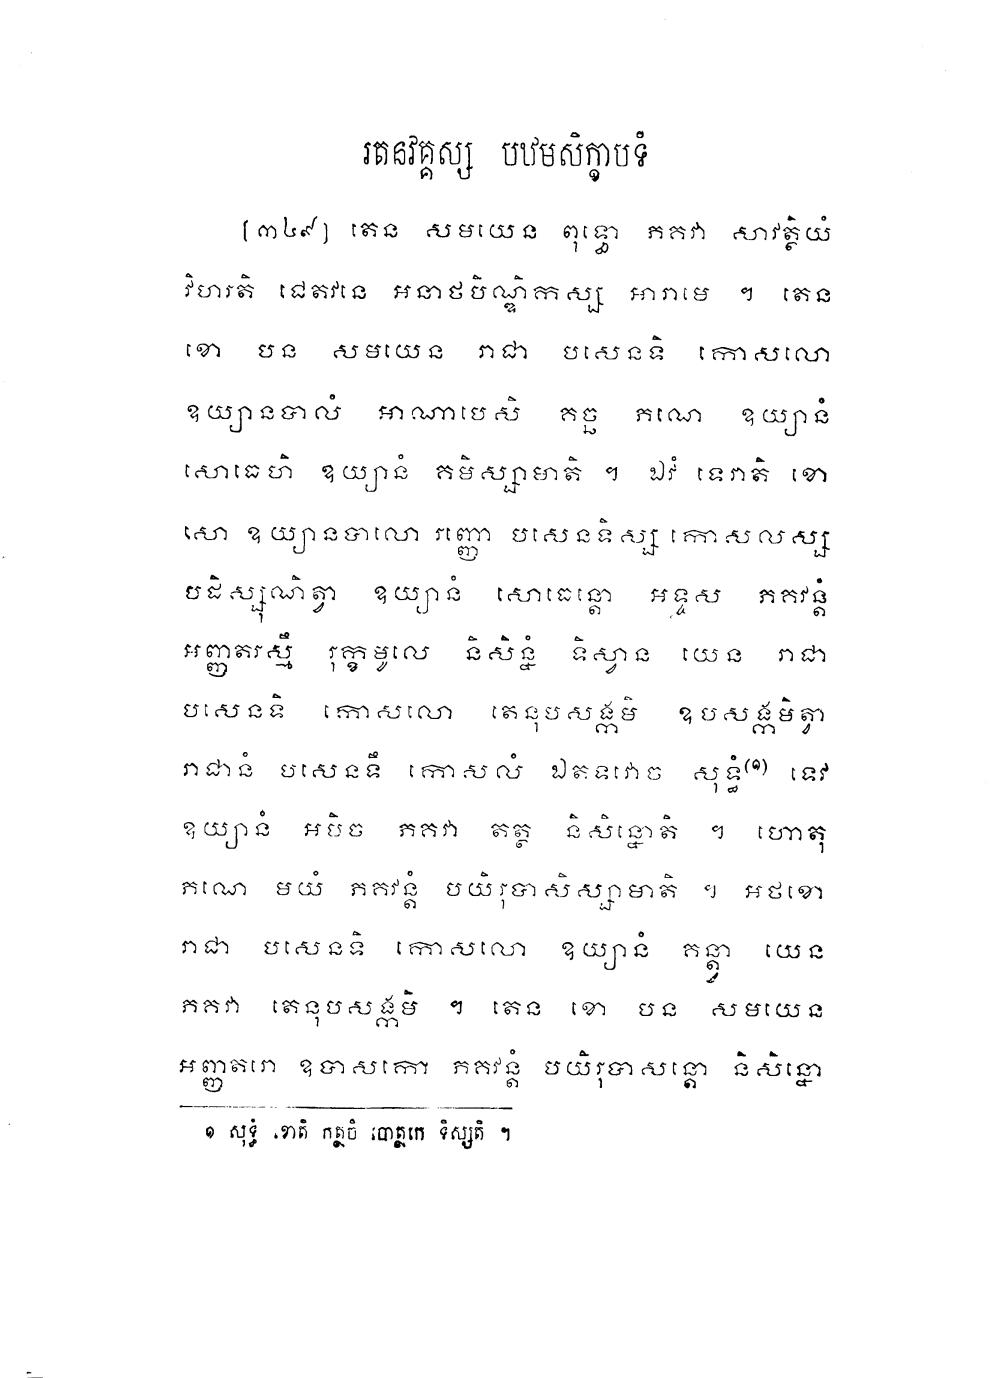 រតនវគ្គស្ស បឋមសិក្ខាបទំ
[៣៤៩] តេន សមយេន ពុទ្ធោ ភគវា សាវត្ថិយំ
វិហរតិ ជេតវនេ អនាថបិណ្ឌិកស្ស អារាមេ ។ តេន
ខោ បន សមយេន រាជា បសេនទិ កោសលោ
ឧយ្យានបាលំ អាណាបេសិ គច្ឆ ភណេ ឧយ្យានំ
សោធេហិ ឧយ្យានំ គមិស្សាមាតិ ។ ឯវំ ទេវាតិ ខោ
សោ ឧយ្យានបាលោ រញ្ញោ បសេនទិស្ស កោសលស្ស
បដិស្សុណិត្វា ឧយ្យានំ សោធេន្តោ អទ្ទស ភគវន្តំ
អញ្ញតរស្មឹ រុក្ខមូលេ និសិន្នំ ទិស្វាន យេន រាជា
បសេនទិ កោសលោ តេនុបសង្កមិ ឧបសង្កមិត្វា
រាជានំ បសេនទឹ កោសលំ ឯតទវោច សុទ្ធំ(១) ទេវ
ឧយ្យានំ អបិច ភគវា តត្ថ និសិន្នោតិ ។ ហោតុ
ភណេ មយំ ភគវន្តំ បយិរុបាសិស្សាមាតិ ។ អថខោ
រាជា បសេនទិ កោសលោ ឧយ្យានំ គន្ត្វា យេន
ភគវា តេនុបសង្កមិ ។ តេន ខោ បន សមយេន
អញ្ញតរោ ឧបាសកោ ភគវន្តំ បយិរុបាសន្តោ និសិន្នោ
១ សុទ្ធំ ខាតិ កត្ថចិ បោត្ថកេ ទិស្សតិ ។